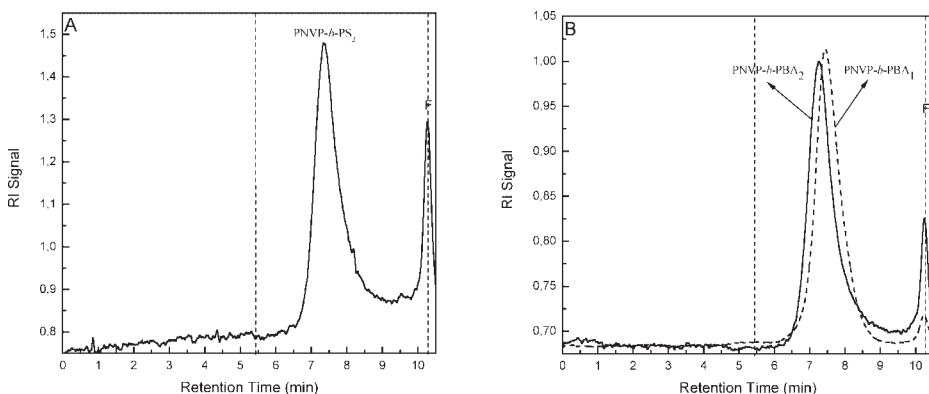 A
PNVP-b-PS2
F
1,5
1,4
1,3
1,2
1,1
1,0
0.9
0.8
RI Signal
0 1 2 3 4 5 6 7 8 9 10
Retention Time (min)
B
PNVP-b-PBA2
PNVP-b-PBA1
F
1,05
1,00
0,95
0,90
0,85
0,80
0,75
0,70
RI Signal
0 1 2 3 4 5 6 7 8 9 10
Retention Time (min)